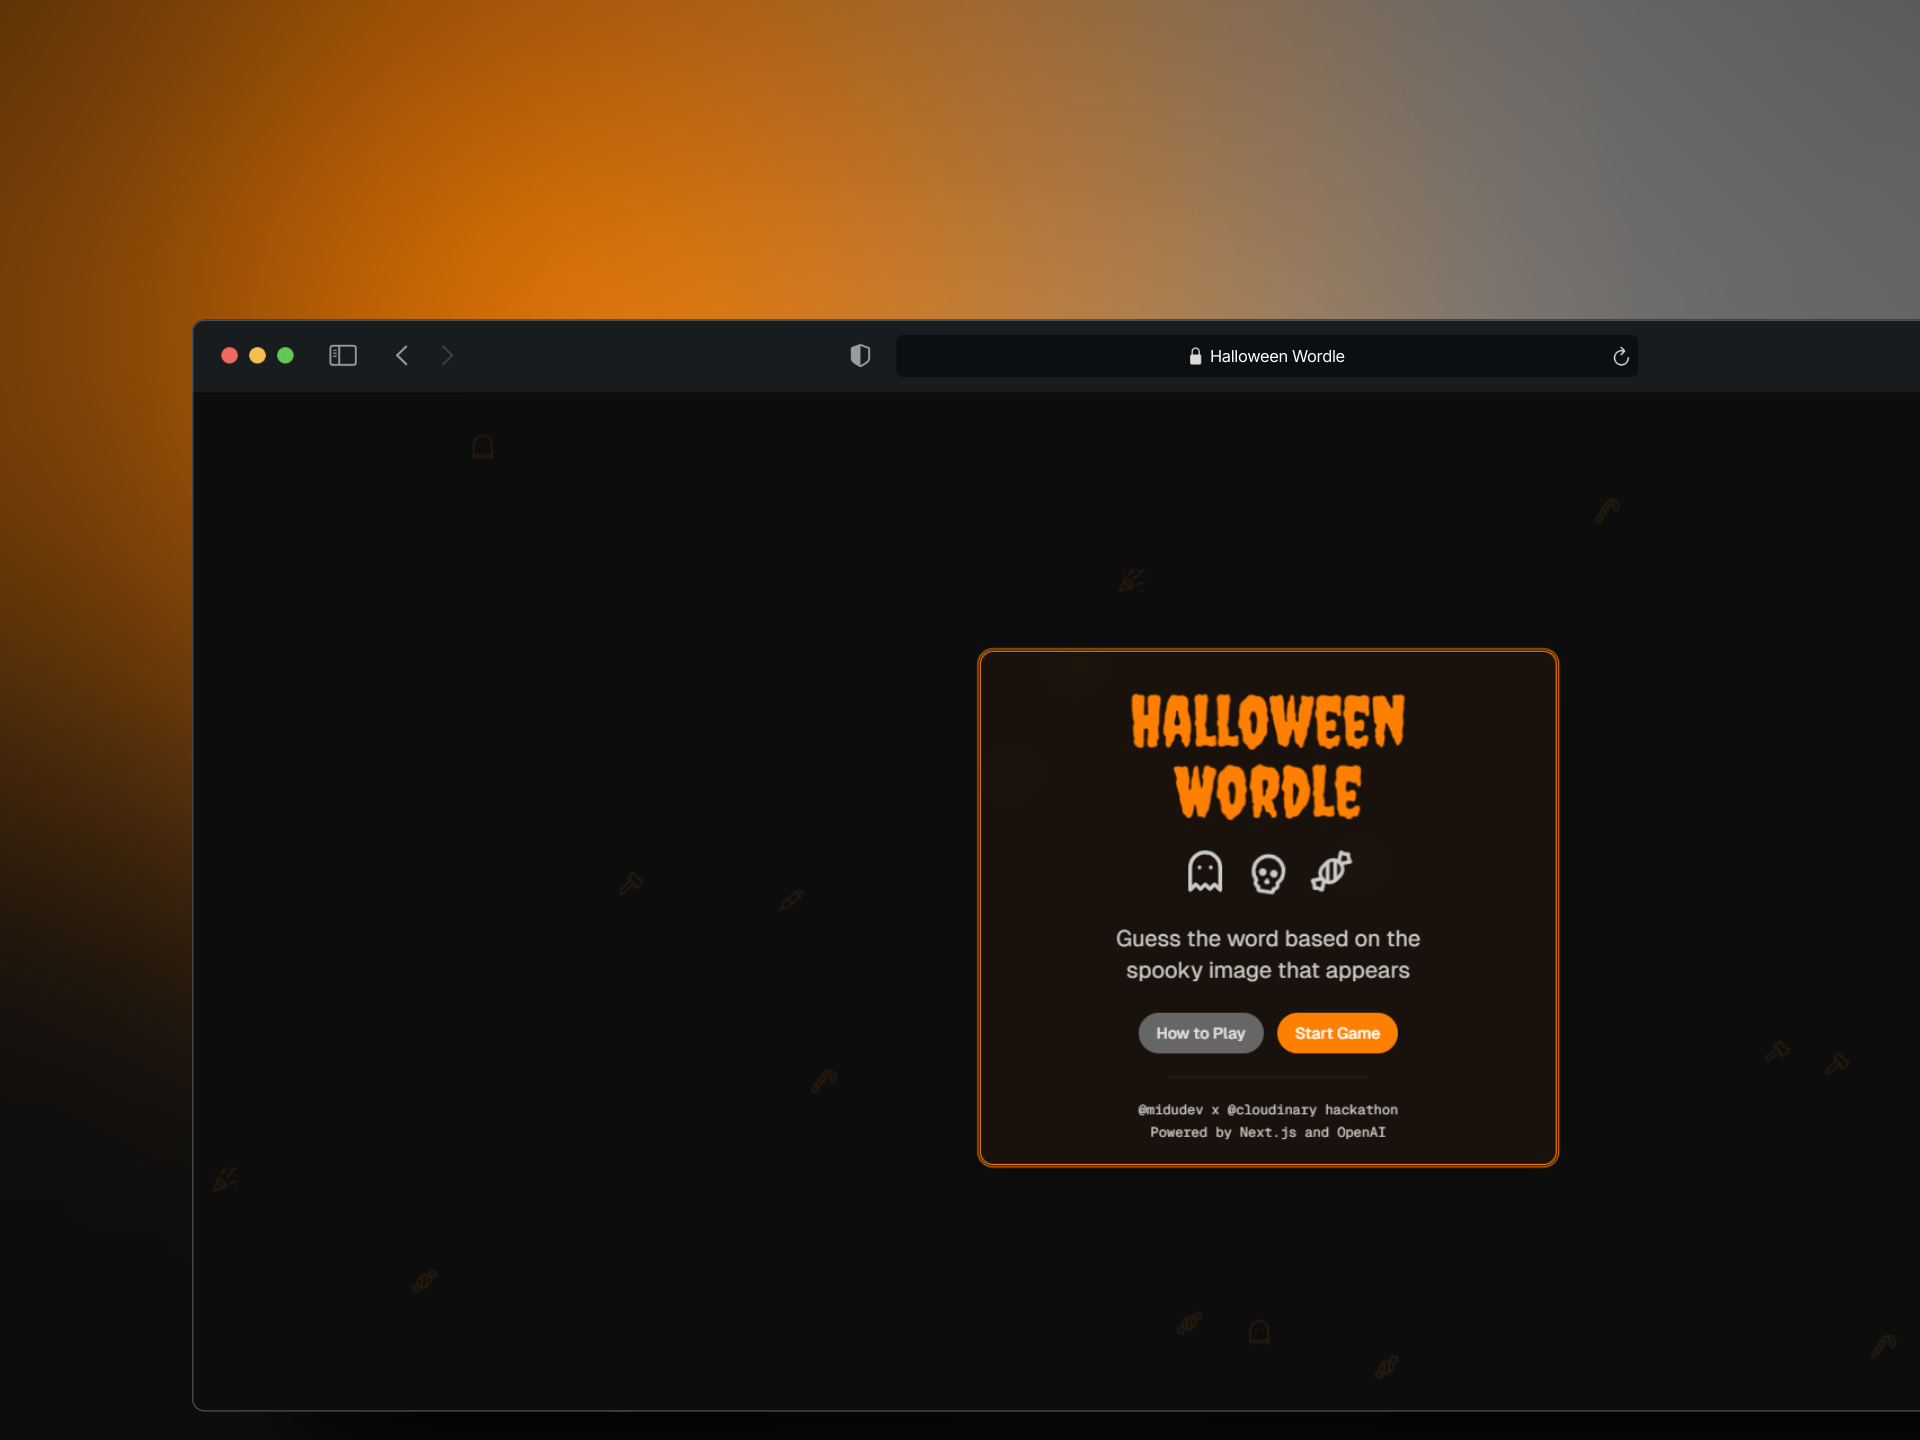 Halloween Wordle
HALLOWEEN
WORDLE
Guess the word based on the
spooky image that appears
How to Play
Start Game
@midudev x @cloudinary hackathon
Powered by Next.js and OpenAI